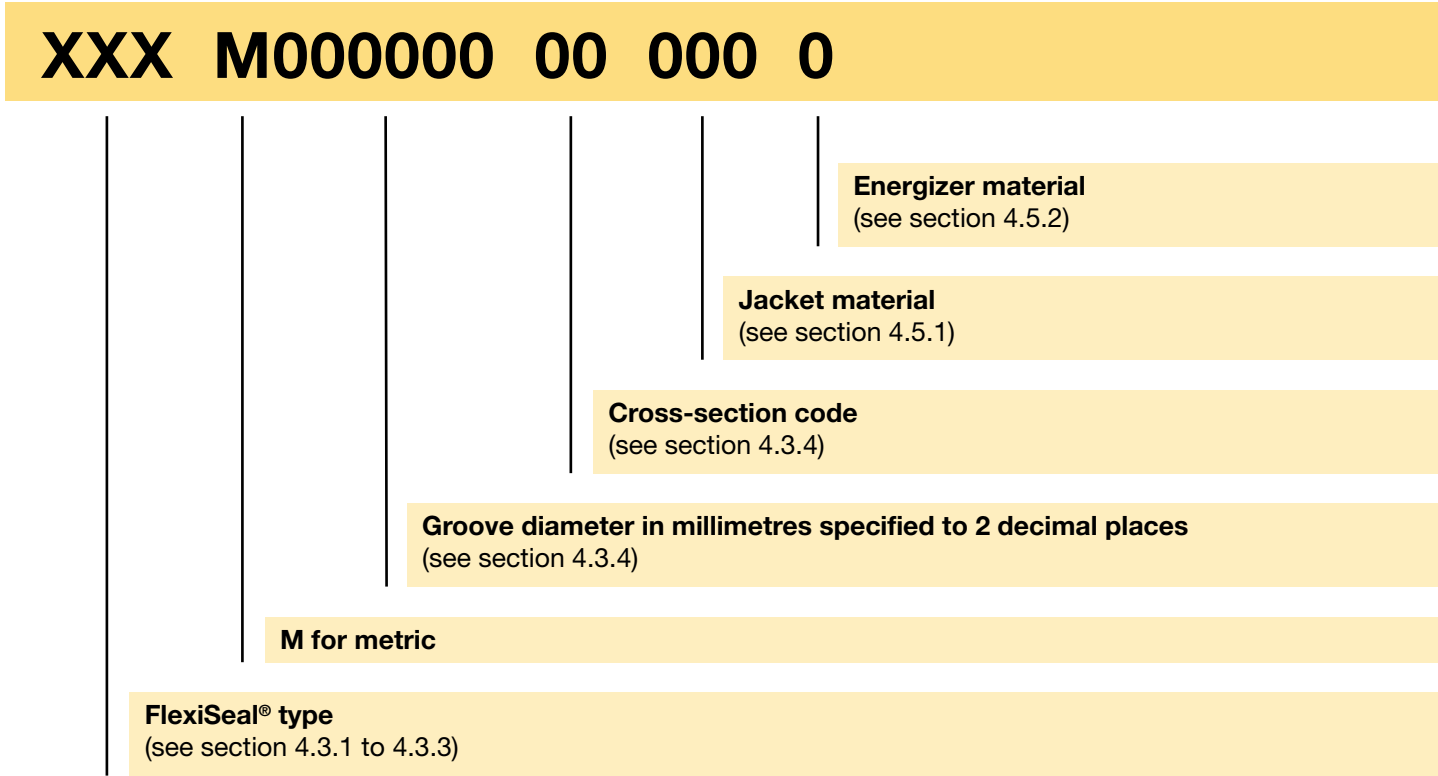 XXX M000000 00 000 0
Energizer material
(see section 4.5.2)
Jacket material
(see section 4.5.1)
Cross-section code
(see section 4.3.4)
Groove diameter in millimetres specified to 2 decimal places
(see section 4.3.4)
M for metric
FlexiSeal® type
(see section 4.3.1 to 4.3.3)